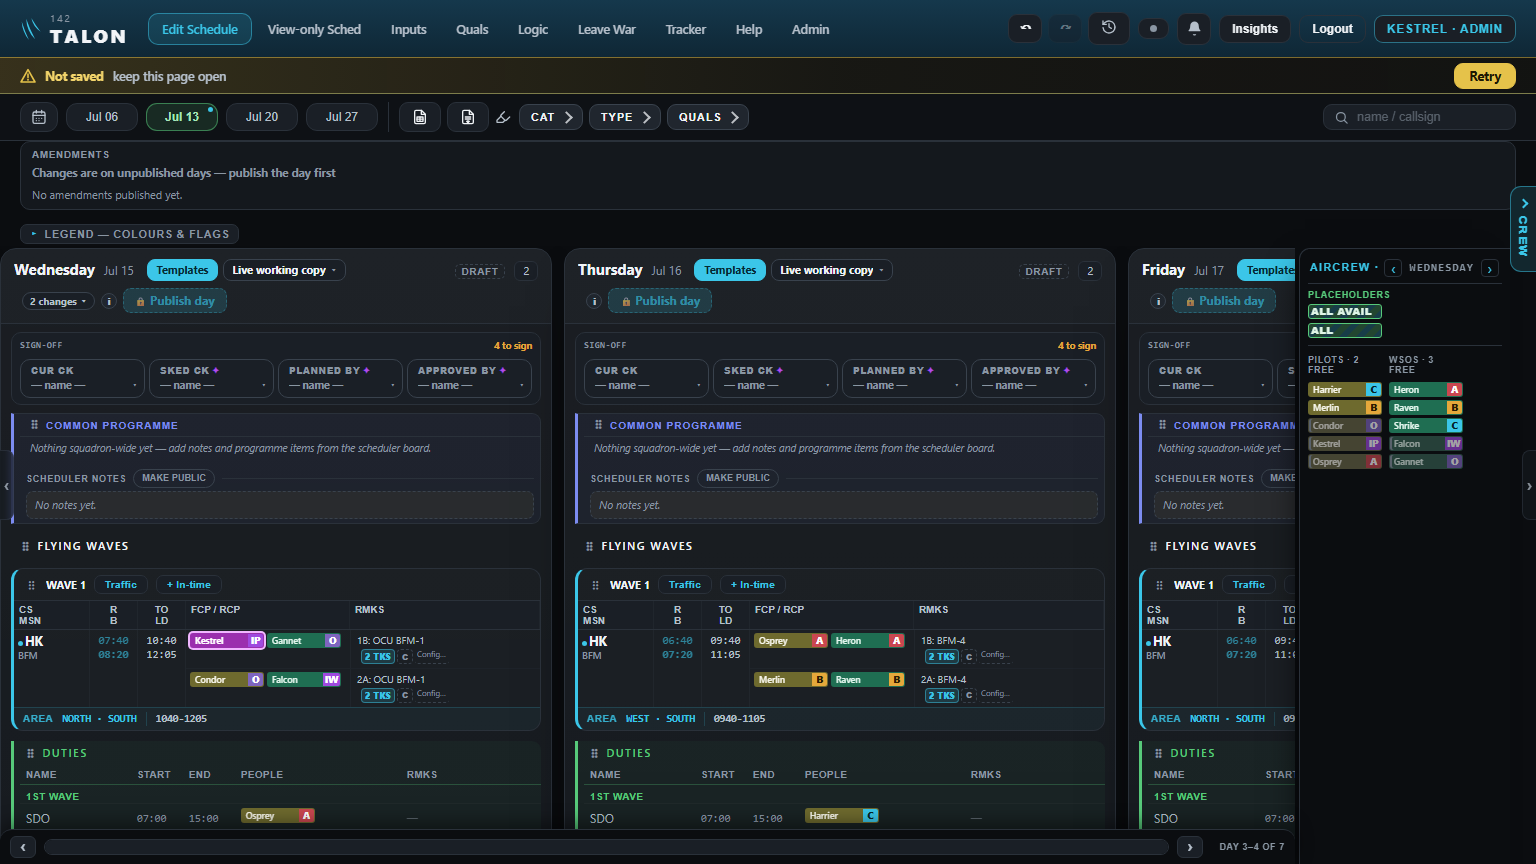 142
TALON
Edit Schedule
View-only Sched
Inputs
Quals
Logic
Leave War
Tracker
Help
Admin
Insights
Logout
KESTREL · ADMIN
Not saved keep this page open
Retry
Jul 06
Jul 13
Jul 20
Jul 27
CAT
TYPE
QUALS
name / callsign
AMENDMENTS
Changes are on unpublished days — publish the day first
No amendments published yet.
LEGEND — COLOURS & FLAGS
CREW
Wednesday Jul 15 Templates Live working copy DRAFT 2
2 changes i Publish day
SIGN-OFF 4 to sign
CUR CK SKED CK PLANNED BY APPROVED BY
— name — — name — — name — — name —
COMMON PROGRAMME
Nothing squadron-wide yet — add notes and programme items from the scheduler board.
SCHEDULER NOTES MAKE PUBLIC
No notes yet.
FLYING WAVES
WAVE 1 Traffic + In-time
CS R TO FCP / RCP RMKS
MSN B LD
HK 07:40 10:40 Kestrel IP Gannet O 1B: OCU BFM-1
BFM 08:20 12:05 2 TKS C Config...
Condor O Falcon IW 2A: OCU BFM-1
2 TKS C Config...
AREA NORTH · SOUTH 1040-1205
DUTIES
NAME START END PEOPLE RMKS
1ST WAVE
SDO 07:00 15:00 Osprey A —
Thursday Jul 16 Templates Live working copy DRAFT 2
i Publish day
SIGN-OFF 4 to sign
CUR CK SKED CK PLANNED BY APPROVED BY
— name — — name — — name — — name —
COMMON PROGRAMME
Nothing squadron-wide yet — add notes and programme items from the scheduler board.
SCHEDULER NOTES MAKE PUBLIC
No notes yet.
FLYING WAVES
WAVE 1 Traffic + In-time
CS R TO FCP / RCP RMKS
MSN B LD
HK 06:40 09:40 Osprey A Heron A 1B: BFM-4
BFM 07:20 11:05 2 TKS C Config...
Merlin B Raven B 2A: BFM-4
2 TKS C Config...
AREA WEST · SOUTH 0940-1105
DUTIES
NAME START END PEOPLE RMKS
1ST WAVE
SDO 07:00 15:00 Harrier C —
Friday Jul 17 Template
i Publish day
SIGN-OFF
CUR CK S
— name — —
COMMON PROGRAMM
Nothing squadron-wide yet —
SCHEDULER NOTES MAKE
No notes yet.
FLYING WAVES
WAVE 1 Traffic
CS R TO
MSN B LD
HK 06:40 09:4
BFM 07:20 11:0
AREA NORTH · SOUTH 09
DUTIES
NAME START
1ST WAVE
SDO 07:00
AIRCREW · WEDNESDAY
PLACEHOLDERS
ALL AVAIL
ALL
PILOTS · 2 FREE WSOS · 3 FREE
Harrier C Heron A
Merlin B Raven B
Condor O Shrike C
Kestrel IP Falcon IW
Osprey A Gannet O
DAY 3–4 OF 7